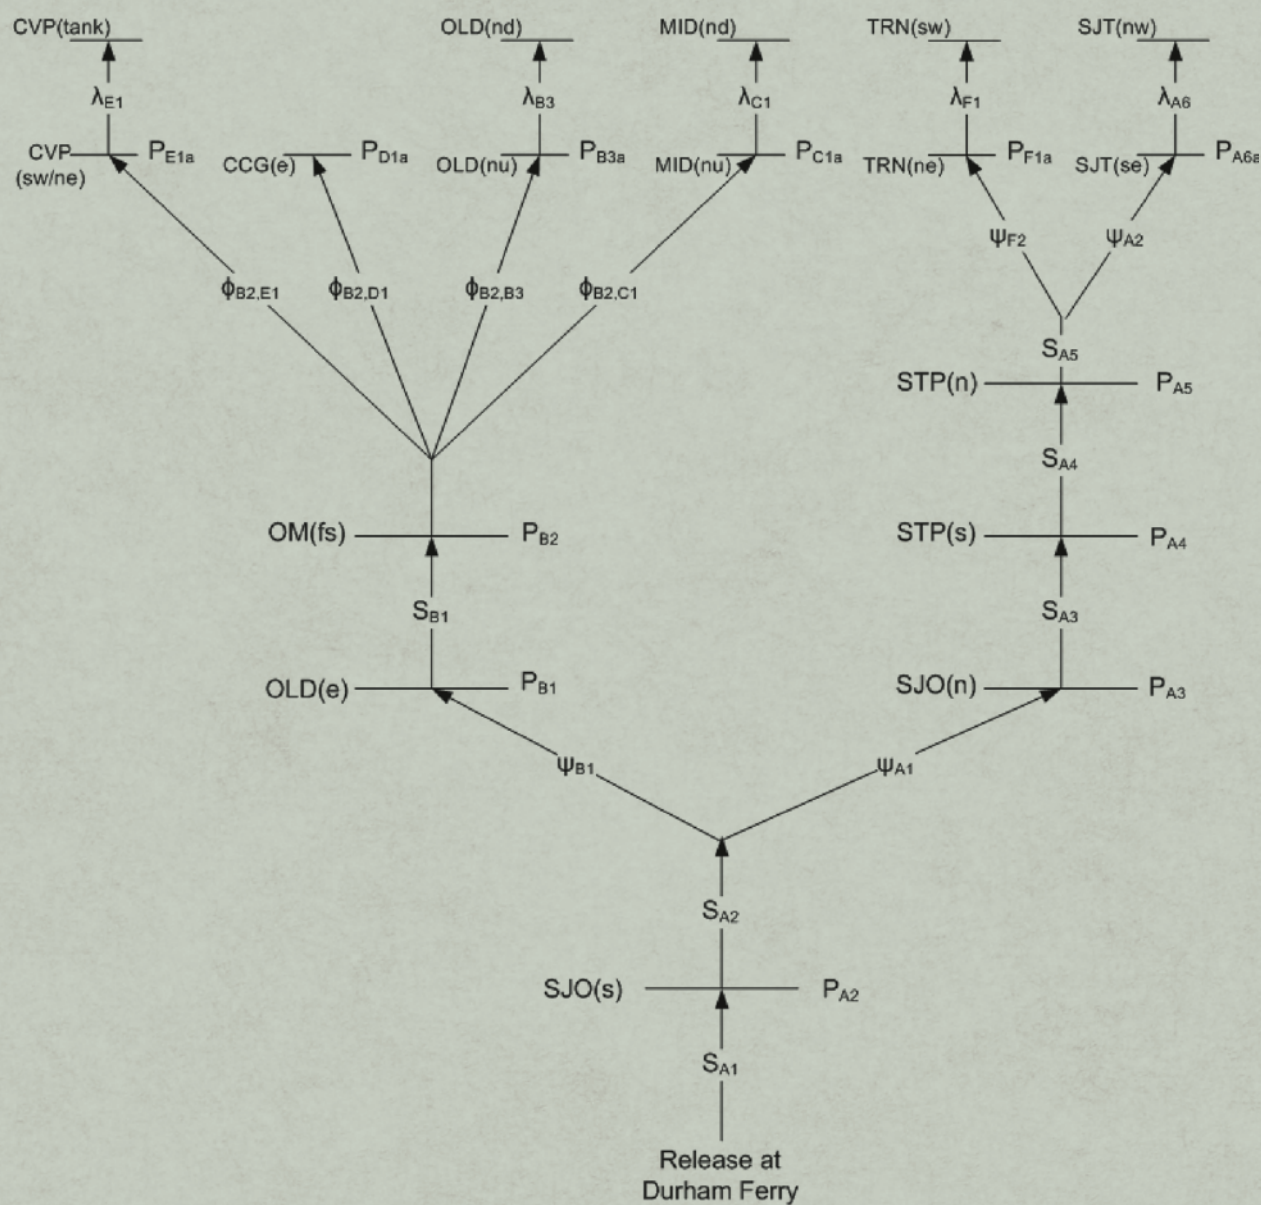 CVP(tank)
OLD(nd)
MID(nd)
TRN(sw)
SJT(nw)
λE1
λB3
λC1
λF1
λA6
CVP
(sw/ne)
PE1a
CCG(e)
PD1a
OLD(nu)
PB3a
MID(nu)
PC1a
TRN(ne)
PF1a
SJT(se)
PA6a
ψF2
ψA2
ϕB2,E1
ϕB2,D1
ϕB2,B3
ϕB2,C1
SA5
STP(n)
PA5
SA4
OM(fs)
PB2
STP(s)
PA4
SB1
SA3
OLD(e)
PB1
SJO(n)
PA3
ψB1
ψA1
SA2
SJO(s)
PA2
SA1
Release at
Durham Ferry